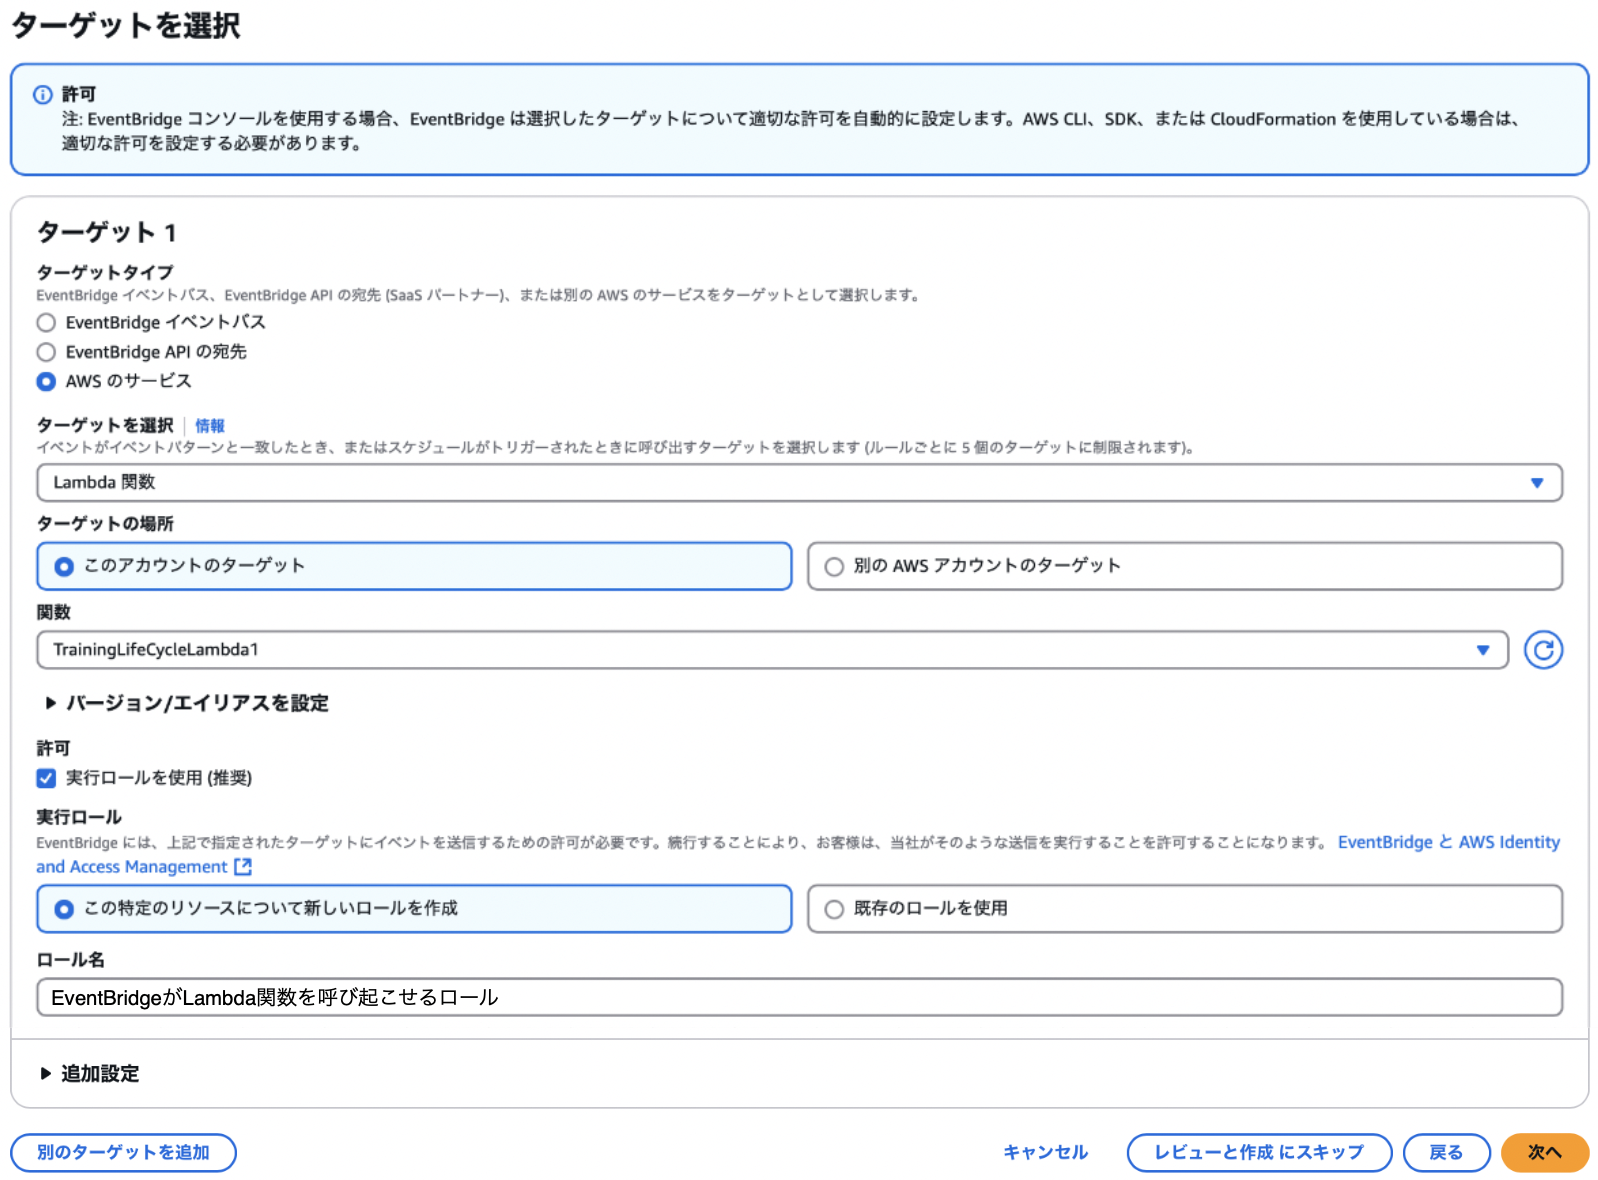 ターゲットを選択
許可
注: EventBridge コンソールを使用する場合、EventBridge は選択したターゲットについて適切な許可を自動的に設定します。AWS CLI、SDK、または CloudFormation を使用している場合は、
適切な許可を設定する必要があります。
ターゲット 1
ターゲットタイプ
EventBridge イベントバス、EventBridge API の宛先 (SaaS パートナー)、または別の AWS のサービスをターゲットとして選択します。
EventBridge イベントバス
EventBridge API の宛先
AWS のサービス
ターゲットを選択 情報
イベントがイベントパターンと一致したとき、またはスケジュールがトリガーされたときに呼び出すターゲットを選択します (ルールごとに 5 個のターゲットに制限されます)。
Lambda 関数
ターゲットの場所
このアカウントのターゲット 別の AWS アカウントのターゲット
関数
TrainingLifeCycleLambda1
バージョン/エイリアスを設定
許可
実行ロールを使用 (推奨)
実行ロール
EventBridge には、上記で指定されたターゲットにイベントを送信するための許可が必要です。続行することにより、お客様は、当社がそのような送信を実行することを許可することになります。 EventBridge と AWS Identity
and Access Management
この特定のリソースについて新しいロールを作成 既存のロールを使用
ロール名
EventBridgeがLambda関数を呼び起こせるロール
追加設定
別のターゲットを追加 キャンセル レビューと作成 にスキップ 戻る 次へ